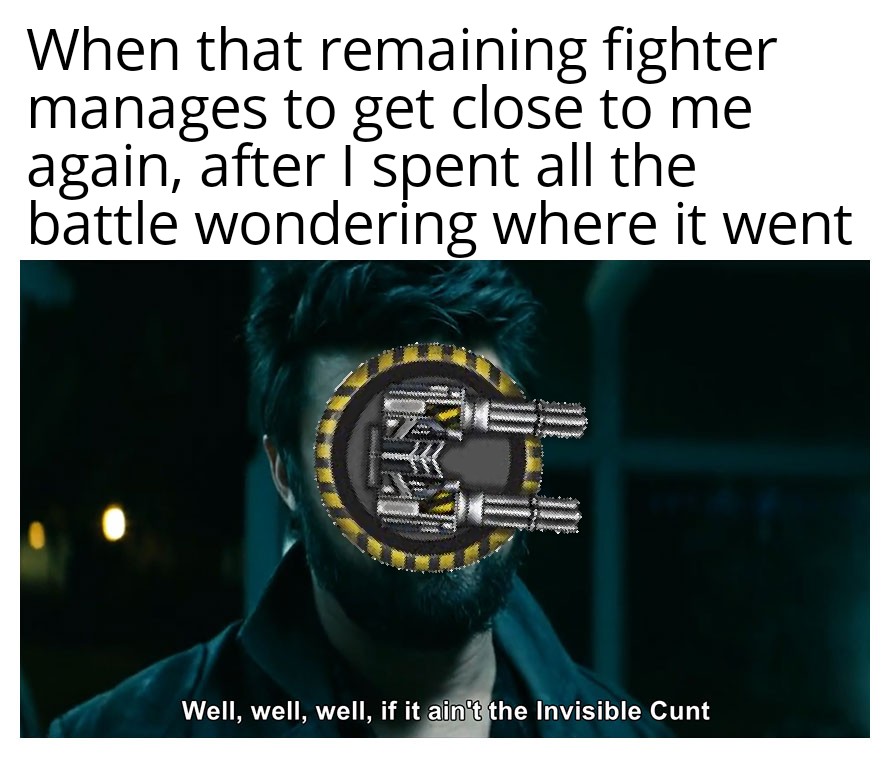 When that remaining fighter
manages to get close to me
again, after I spent all the
battle wondering where it went
Well, well, well, if it ain't the Invisible Cunt